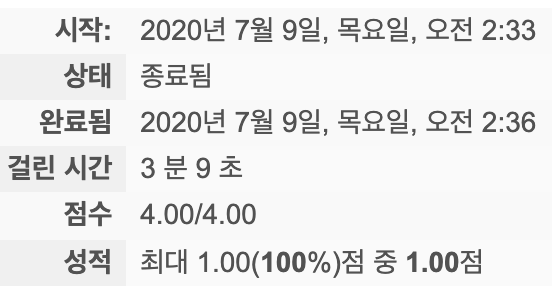 시작: 2020년 7월 9일, 목요일, 오전 2:33
상태 종료됨
완료됨 2020년 7월 9일, 목요일, 오전 2:36
걸린 시간 3 분 9 초
점수 4.00/4.00
성적 최대 1.00(100%)점 중 1.00점